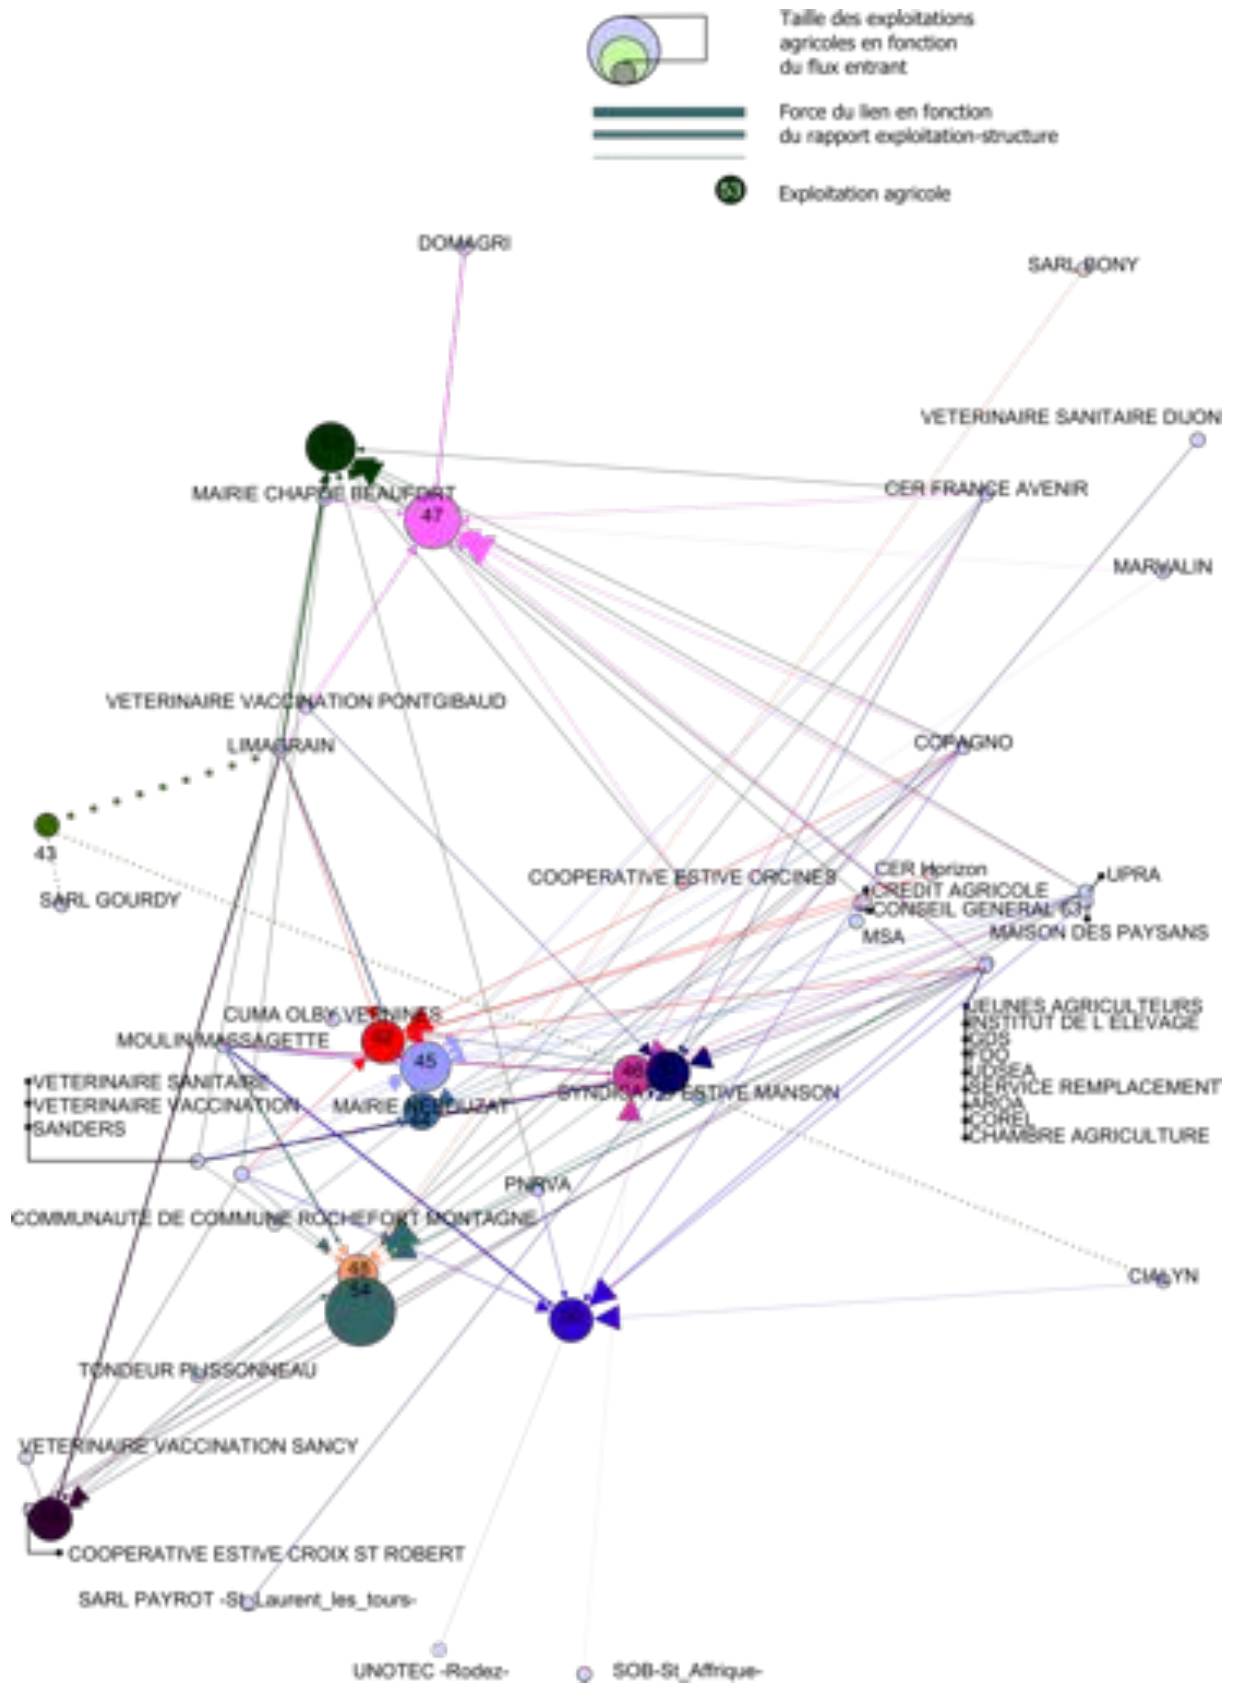 Taille des exploitations
agricoles en fonction
du flux entrant
Force du lien en fonction
du rapport exploitation-structure
Exploitation agricole
DOMAGRI
SARL BONY
VETERINAIRE SANITAIRE DIJON
MAIRIE CHAPDE BEAUFORT
CER FRANCE AVENIR
47
MARVALIN
VETERINAIRE VACCINATION PONTGIBAUD
LIMAGRAIN
COPAGNO
43
SARL GOURDY
COOPERATIVE ESTIVE ORCINES
CER Horizon
CREDIT AGRICOLE
CONSEIL GENERAL 63
UPRA
MSA
MAISON DES PAYSANS
CUMA OLBY VERNINES
MOULIN MASSAGETTE
JEUNES AGRICULTEURS
INSTITUT DE L ELEVAGE
GDS
FDO
UDSEA
SERVICE REMPLACEMENT
AROA
COREL
CHAMBRE AGRICULTURE
45
46
VETERINAIRE SANITAIRE
VETERINAIRE VACCINATION
SANDERS
MAIRIE NEBOUZAT
SYNDICAT ESTIVE MANSON
PNRVA
COMMUNAUTE DE COMMUNE ROCHEFORT MONTAGNE
54
CIALYN
TONDEUR PLISSONNEAU
VETERINAIRE VACCINATION SANCY
COOPERATIVE ESTIVE CROIX ST ROBERT
SARL PAYROT -St_Laurent_les_tours-
UNOTEC -Rodez-
SOB-St_Affrique-